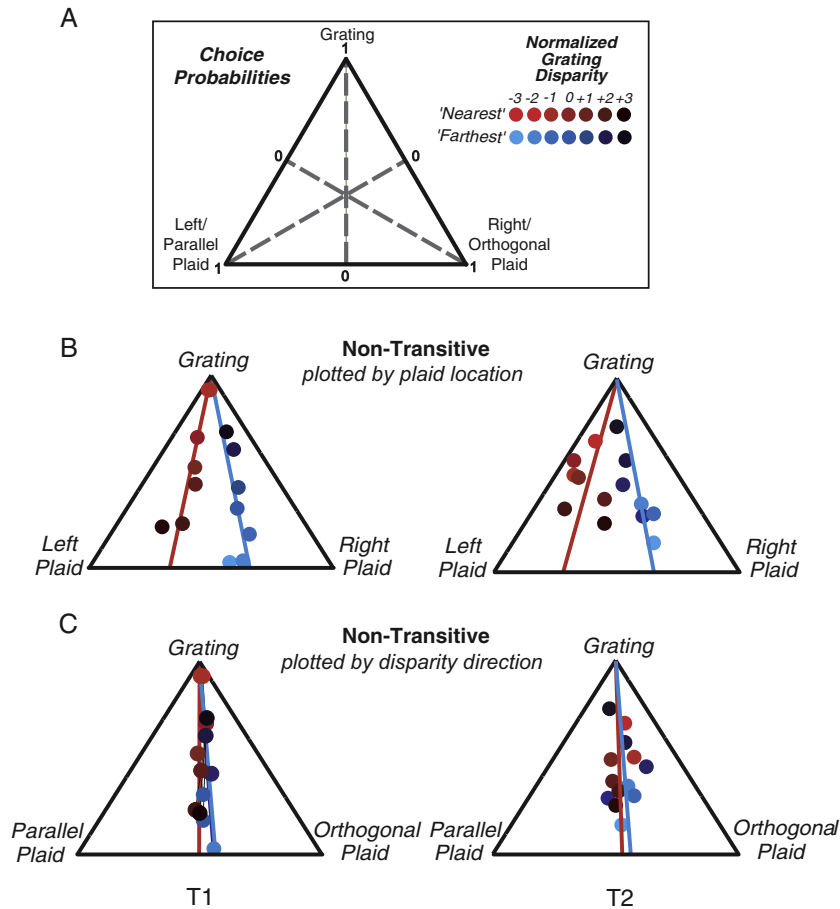 A
Choice
Probabilities
Grating
1
0
0
Left/
Parallel
Plaid
1
0
Right/
Orthogonal
Plaid
1
Normalized
Grating
Disparity
-3 -2 -1 0 +1 +2 +3
'Nearest'
'Farthest'
B
Non-Transitive
plotted by plaid location
Grating
Left
Plaid
Right
Plaid
Grating
Left
Plaid
Right
Plaid
C
Non-Transitive
plotted by disparity direction
Grating
Parallel
Plaid
Orthogonal
Plaid
Grating
Parallel
Plaid
Orthogonal
Plaid
T1
T2